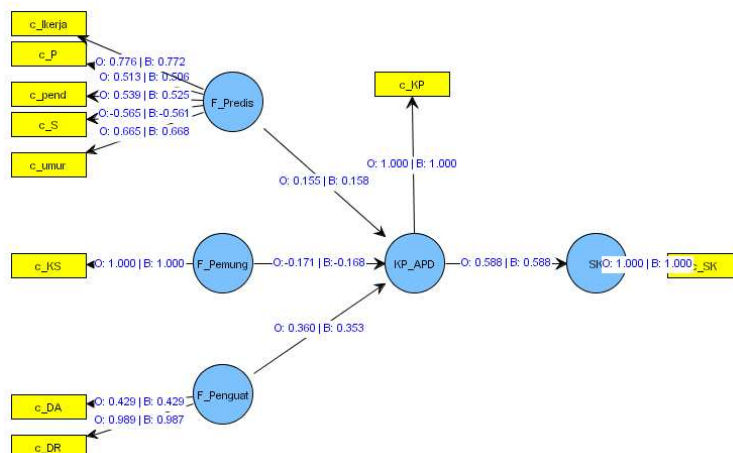 c_lkerja
c_P
O: 0.776 | B: 0.772
O: 0.513 | B: 0.506
c_pend
O: 0.539 | B: 0.525
c_S
O:-0.565 | B:-0.561
O: 0.665 | B: 0.668
c_umur
F_Predis
c_KP
O: 1.000 | B: 1.000
O: 0.155 | B: 0.158
c_KS
O: 1.000 | B: 1.000
F_Pemung
O:-0.171 | B:-0.168
KP_APD
O: 0.588 | B: 0.588
SK
O: 1.000 | B: 1.000
c_SK
O: 0.360 | B: 0.353
F_Penguat
c_DA
O: 0.429 | B: 0.429
O: 0.989 | B: 0.987
c_DR